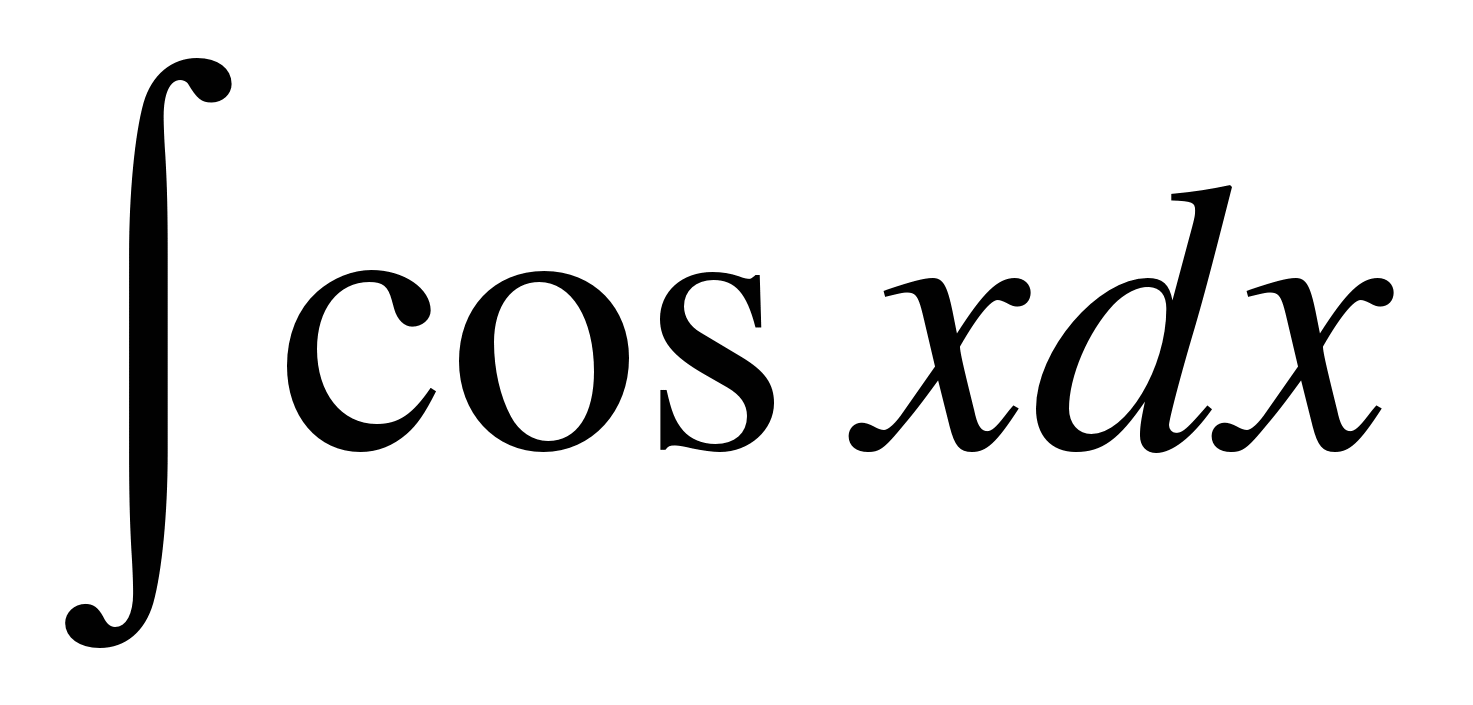 ∫ cos xdx